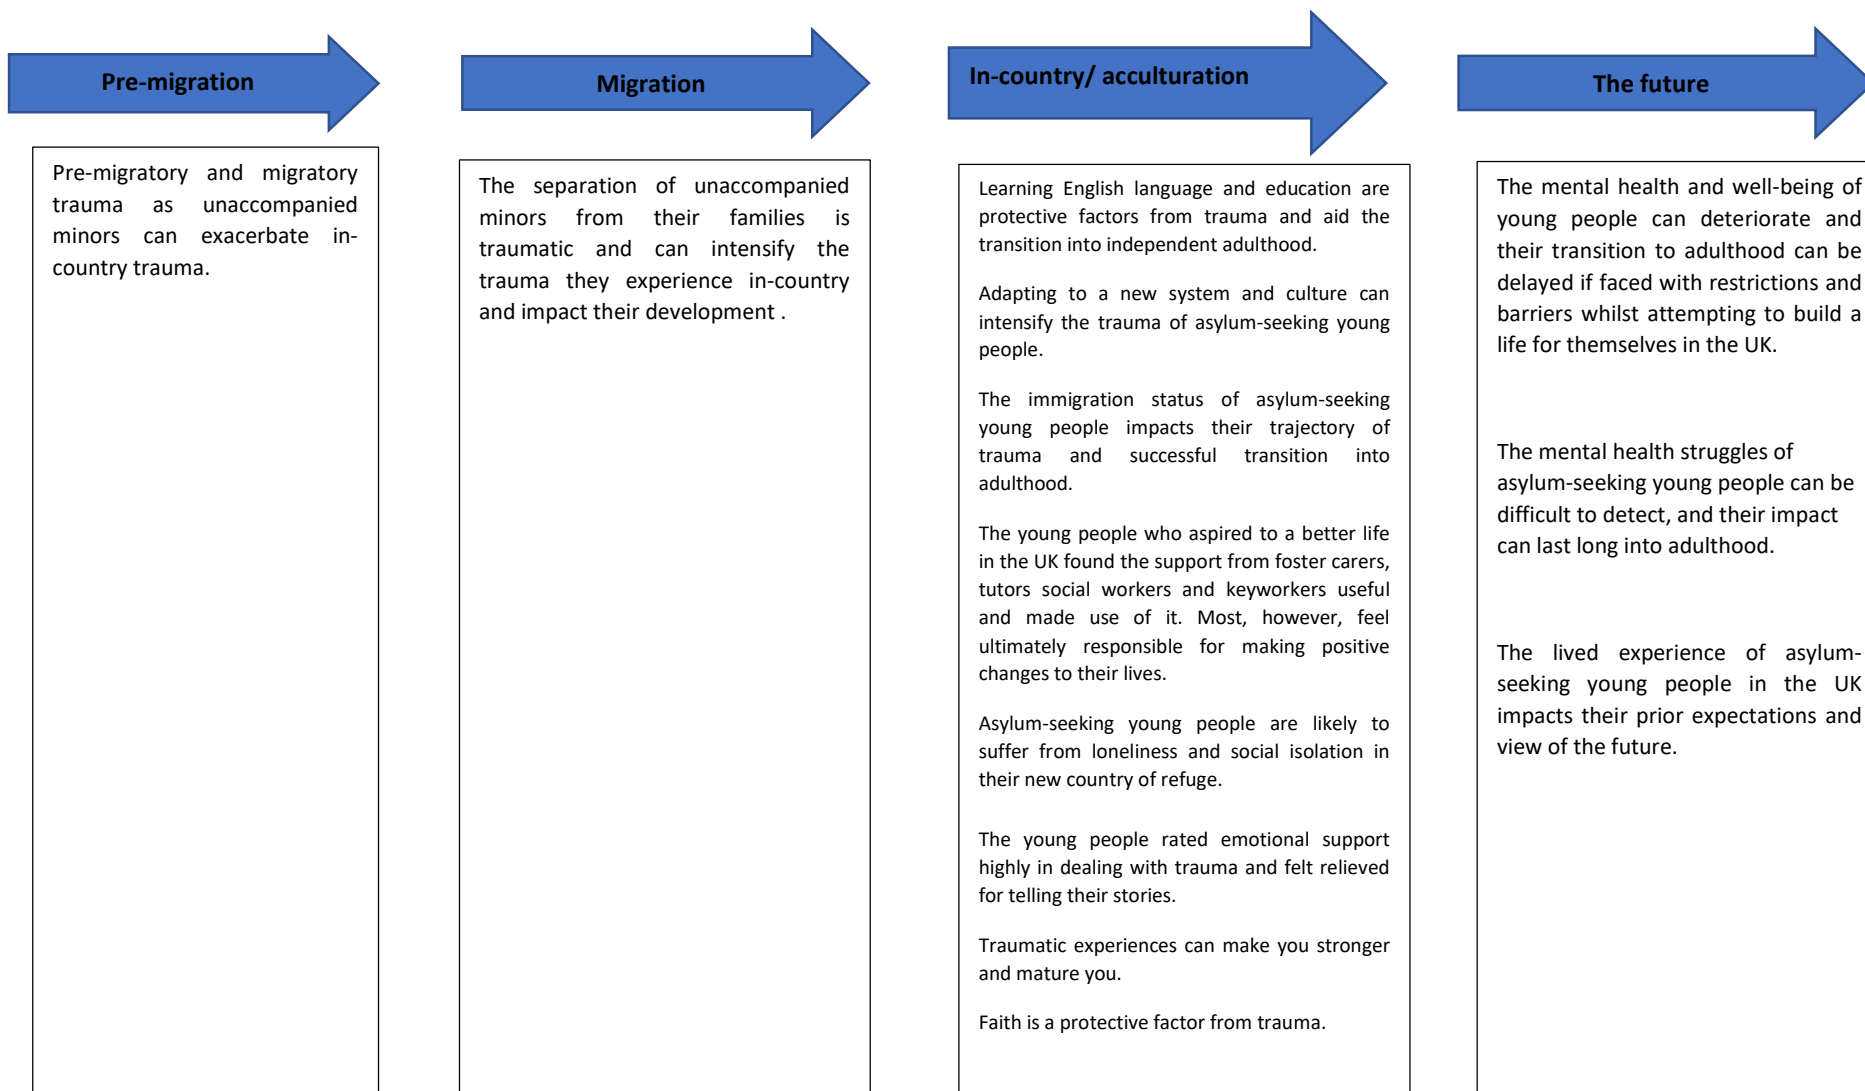 Pre-migration
Pre-migratory and migratory
trauma as unaccompanied
minors can exacerbate in-
country trauma.
Migration
The separation of unaccompanied
minors from their families is
traumatic and can intensify the
trauma they experience in-country
and impact their development .
In-country/ acculturation
Learning English language and education are
protective factors from trauma and aid the
transition into independent adulthood.
Adapting to a new system and culture can
intensify the trauma of asylum-seeking young
people.
The immigration status of asylum-seeking
young people impacts their trajectory of
trauma and successful transition into
adulthood.
The young people who aspired to a better life
in the UK found the support from foster carers,
tutors social workers and keyworkers useful
and made use of it. Most, however, feel
ultimately responsible for making positive
changes to their lives.
Asylum-seeking young people are likely to
suffer from loneliness and social isolation in
their new country of refuge.
The young people rated emotional support
highly in dealing with trauma and felt relieved
for telling their stories.
Traumatic experiences can make you stronger
and mature you.
Faith is a protective factor from trauma.
The future
The mental health and well-being of
young people can deteriorate and
their transition to adulthood can be
delayed if faced with restrictions and
barriers whilst attempting to build a
life for themselves in the UK.
The mental health struggles of
asylum-seeking young people can be
difficult to detect, and their impact
can last long into adulthood.
The lived experience of asylum-
seeking young people in the UK
impacts their prior expectations and
view of the future.